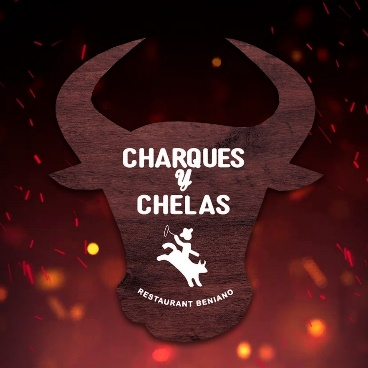 CHARQUES
Y
CHELAS
RESTAURANT BENIANO